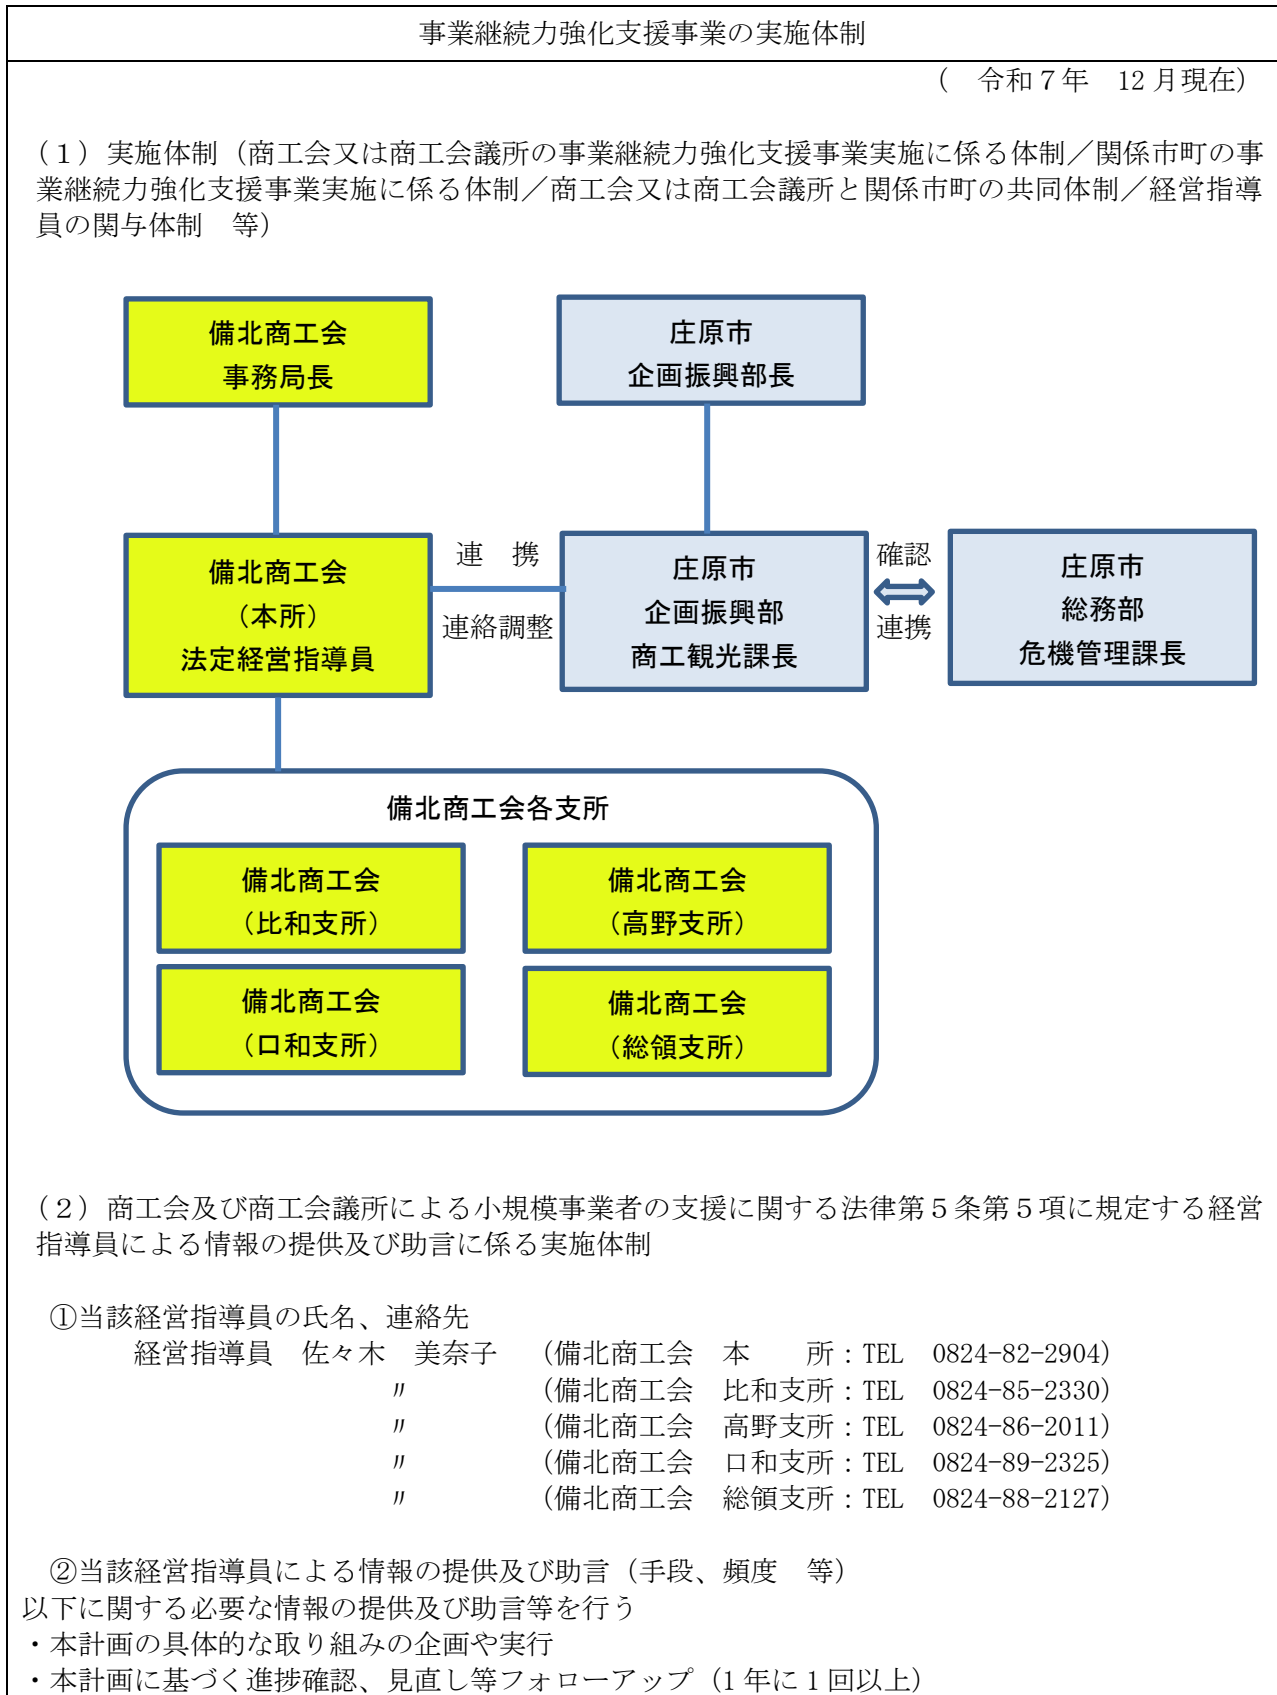 事業継続力強化支援事業の実施体制
(　令和７年　12 月現在)
(１) 実施体制（商工会又は商工会議所の事業継続力強化支援事業実施に係る体制／関係市町の事
業継続力強化支援事業実施に係る体制／商工会又は商工会議所と関係市町の共同体制／経営指導
員の関与体制　等）
備北商工会
事務局長
庄原市
企画振興部長
備北商工会
（本所）
法定経営指導員
連　携
連絡調整
庄原市
企画振興部
商工観光課長
確認
連携
庄原市
総務部
危機管理課長
備北商工会各支所
備北商工会
（比和支所）
備北商工会
（高野支所）
備北商工会
（口和支所）
備北商工会
（総領支所）
(２) 商工会及び商工会議所による小規模事業者の支援に関する法律第５条第５項に規定する経営
指導員による情報の提供及び助言に係る実施体制
①当該経営指導員の氏名、連絡先
経営指導員　佐々木　美奈子　（備北商工会　本　　所：TEL　0824-82-2904）
〃　（備北商工会　比和支所：TEL　0824-85-2330）
〃　（備北商工会　高野支所：TEL　0824-86-2011）
〃　（備北商工会　口和支所：TEL　0824-89-2325）
〃　（備北商工会　総領支所：TEL　0824-88-2127）
②当該経営指導員による情報の提供及び助言（手段、頻度　等）
以下に関する必要な情報の提供及び助言等を行う
・本計画の具体的な取り組みの企画や実行
・本計画に基づく進捗確認、見直し等フォローアップ（1 年に 1 回以上）